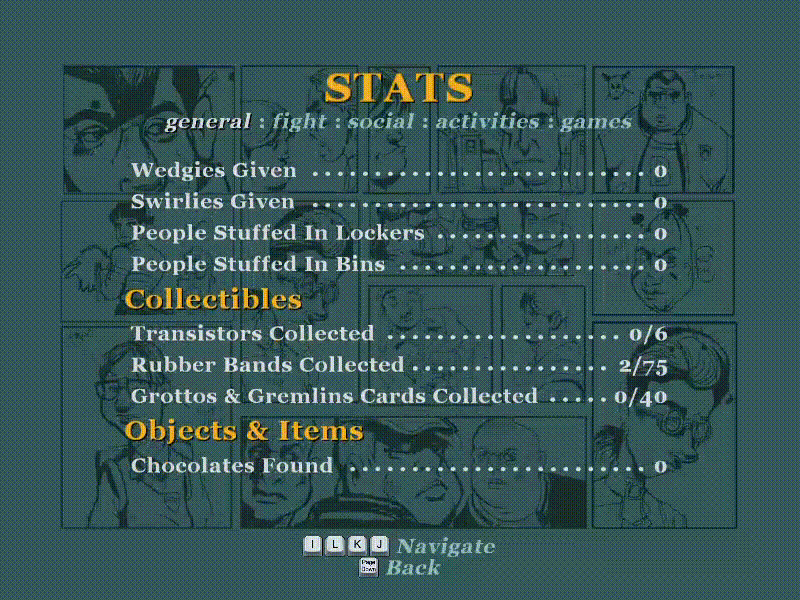 STATS
general : fight : social : activities : games
Wedgies Given ................................ 0
Swirlies Given ................................ 0
People Stuffed In Lockers .................... 0
People Stuffed In Bins ........................ 0
Collectibles
Transistors Collected ................... 0/6
Rubber Bands Collected ................... 2/75
Grottos & Gremlins Cards Collected ..... 0/40
Objects & Items
Chocolates Found ............................. 0
I L K J Navigate
Page Down Back